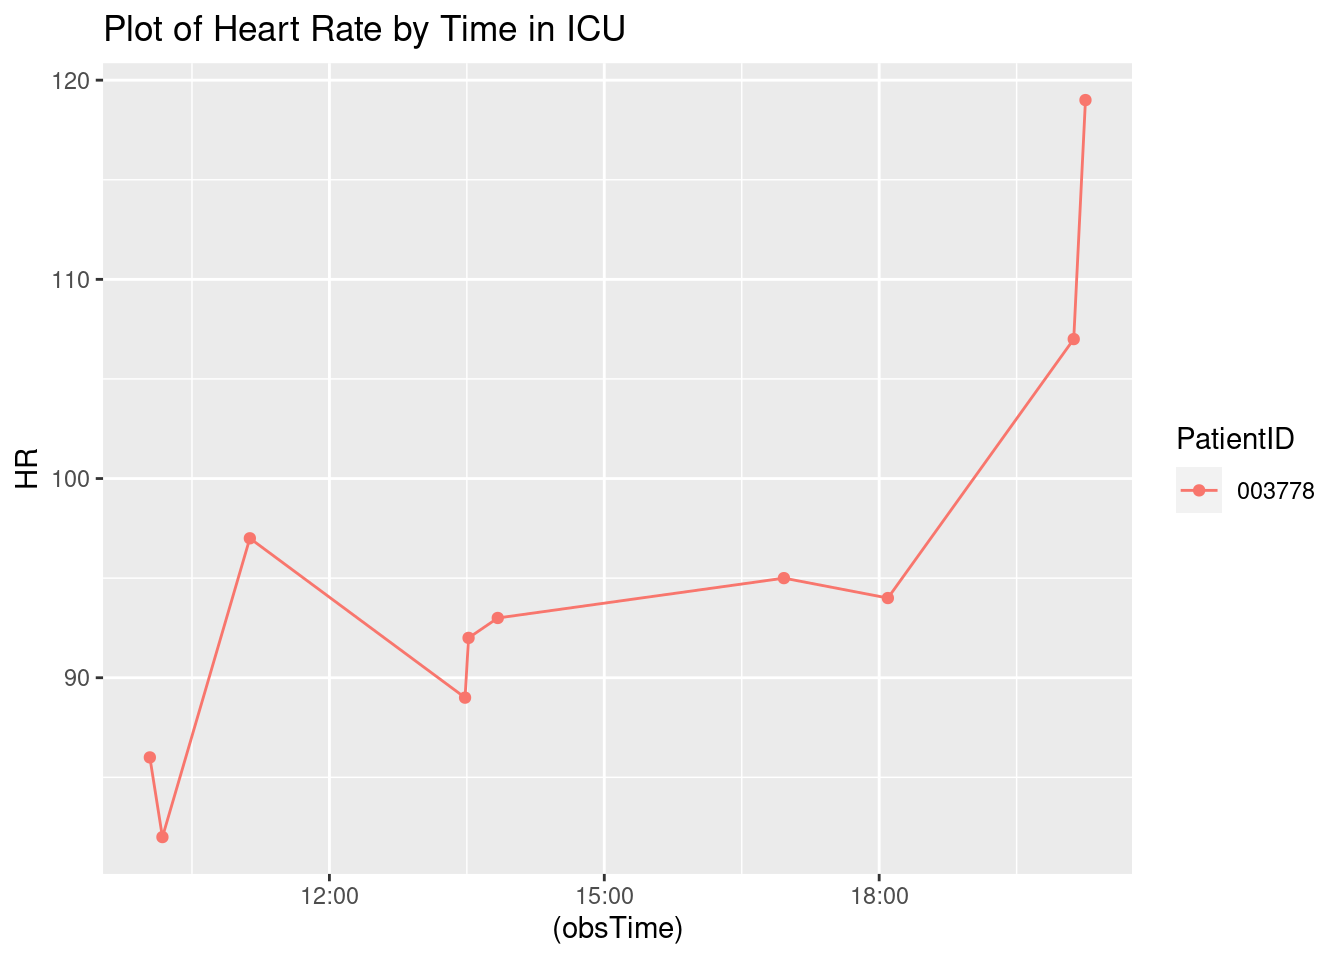 Plot of Heart Rate by Time in ICU
120
110
100
90
HR
12:00 15:00 18:00
(obsTime)
PatientID
003778